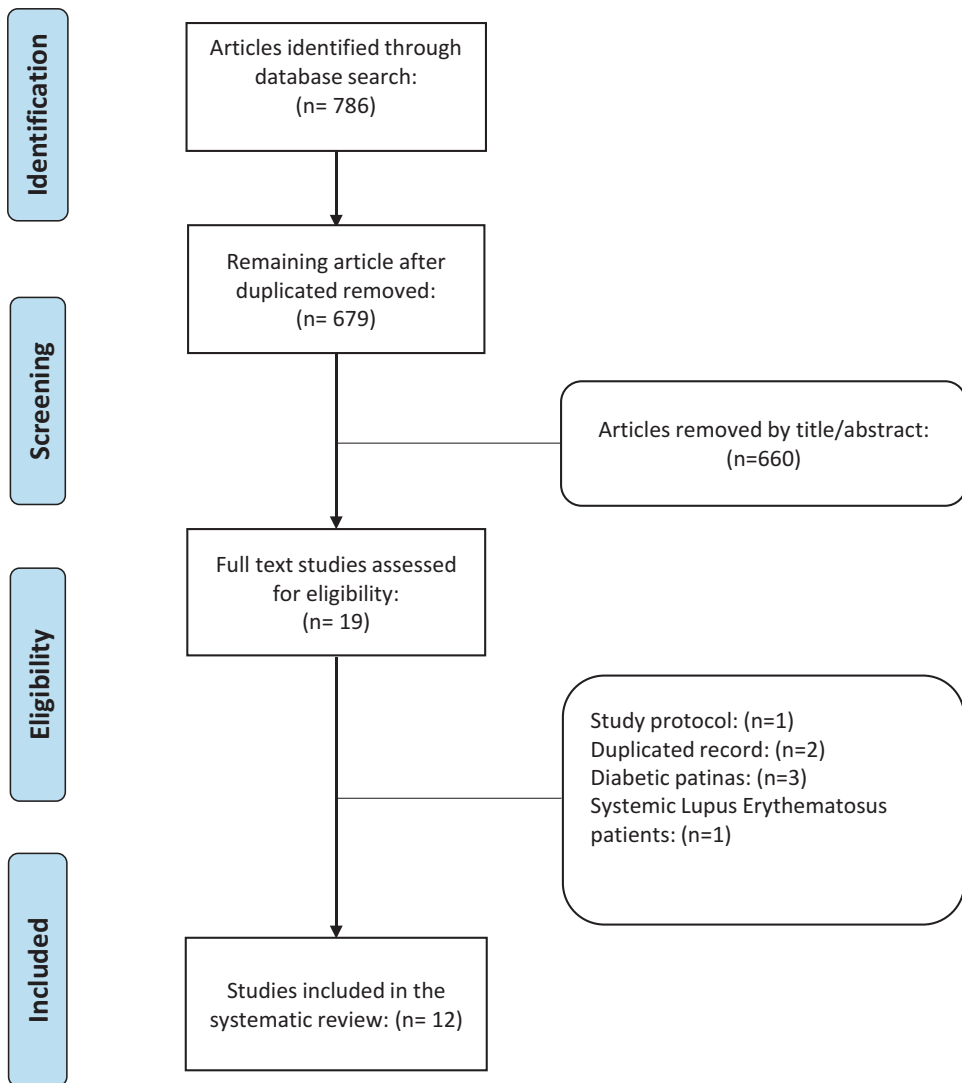 Identification
Articles identified through
database search:
(n= 786)
Remaining article after
duplicated removed:
(n= 679)
Screening
Articles removed by title/abstract:
(n=660)
Full text studies assessed
for eligibility:
(n= 19)
Eligibility
Study protocol: (n=1)
Duplicated record: (n=2)
Diabetic patinas: (n=3)
Systemic Lupus Erythematosus
patients: (n=1)
Included
Studies included in the
systematic review: (n= 12)